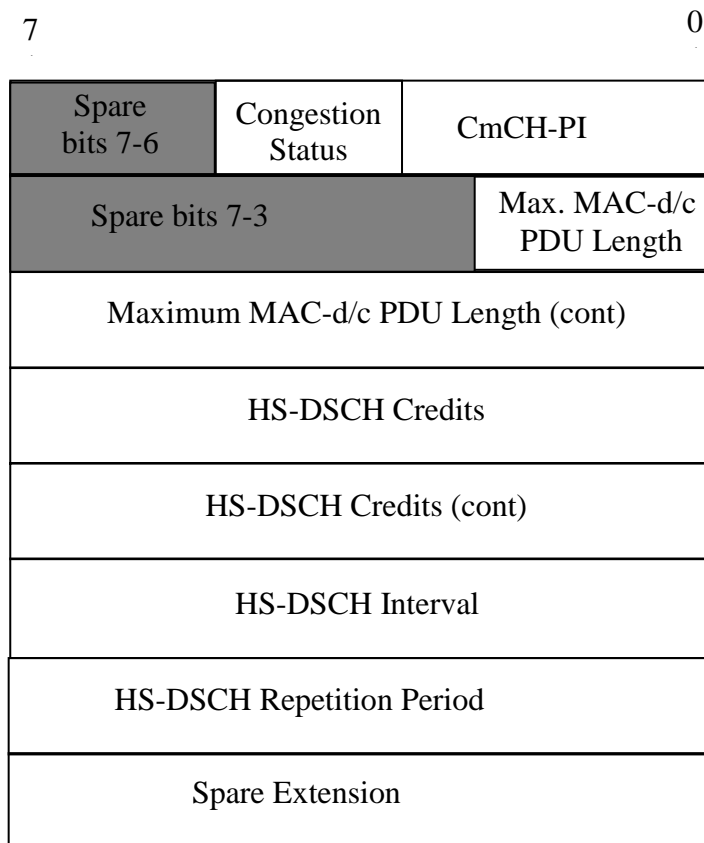 7 0
Spare
bits 7-6
Congestion
Status
CmCH-PI
Spare bits 7-3
Max. MAC-d/c
PDU Length
Maximum MAC-d/c PDU Length (cont)
HS-DSCH Credits
HS-DSCH Credits (cont)
HS-DSCH Interval
HS-DSCH Repetition Period
Spare Extension